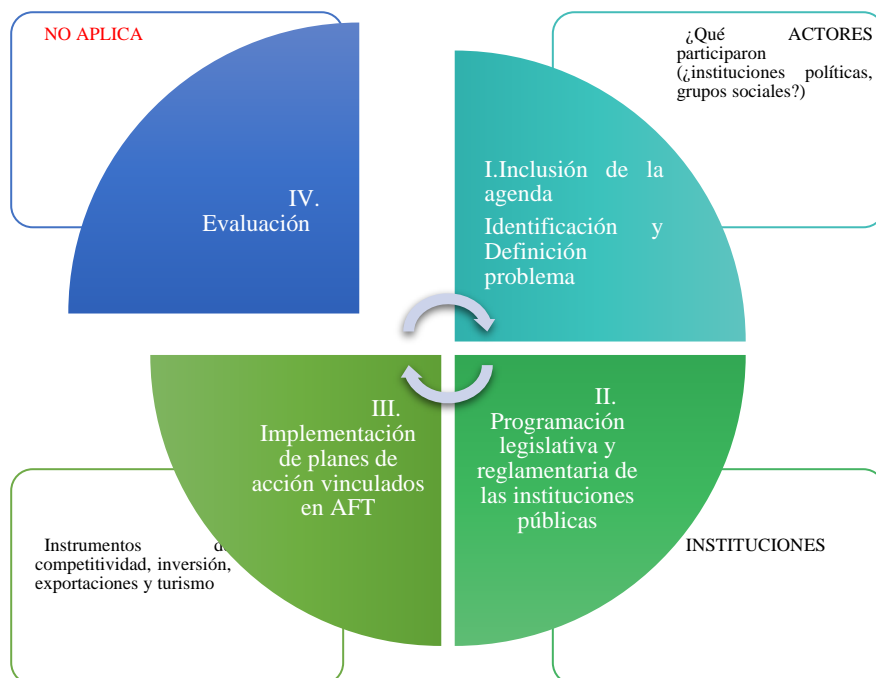 NO APLICA
¿Qué ACTORES
participaron
(¿instituciones políticas,
grupos sociales?)
IV.
Evaluación
I.Inclusión de la
agenda
Identificación y
Definición
problema
III.
Implementación
de planes de
acción vinculados
en AFT
II.
Programación
legislativa y
reglamentaria de
las instituciones
públicas
Instrumentos
competitividad, inversión,
exportaciones y turismo
INSTITUCIONES